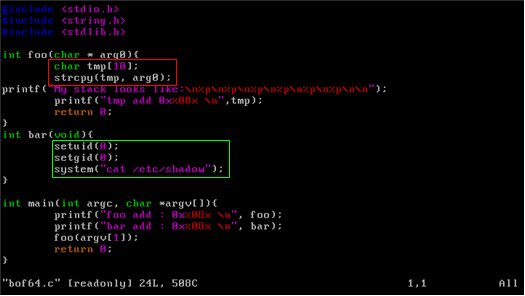 #include <stdio.h>
#include <string.h>
#include <stdlib.h>
int foo(char * arg0){
char tmp[10];
strcpy(tmp, arg0);
printf("My stack looks like:\n%p\n%p\n%p\n%p\n%p\n%p\n\n");
printf("tmp add 0x%08x \n",tmp);
return 0;
}
int bar(void){
setuid(0);
setgid(0);
system("cat /etc/shadow");
}
int main(int argc, char *argv[]){
printf("foo add : 0x%08x \n", foo);
printf("bar add : 0x%08x \n", bar);
foo(argv[1]);
return 0;
}
"bof64.c" [readonly] 24L, 508C 1,1 All